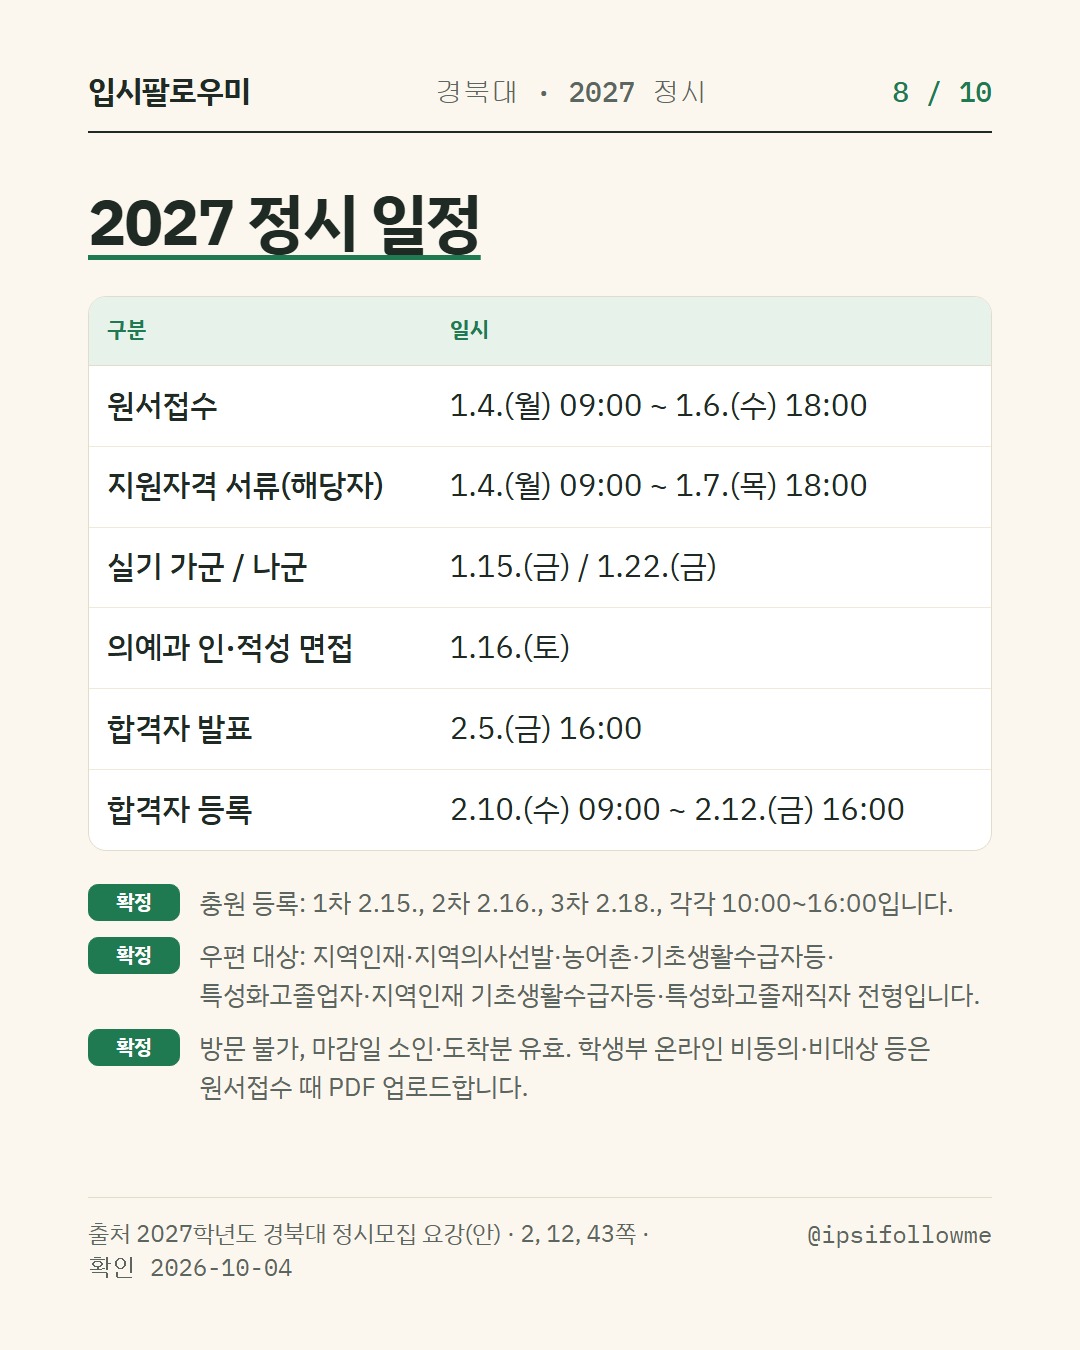 입시팔로우미
경북대 · 2027 정시
8 / 10
2027 정시 일정
구분 일시
원서접수 1.4.(월) 09:00 ~ 1.6.(수) 18:00
지원자격 서류(해당자) 1.4.(월) 09:00 ~ 1.7.(목) 18:00
실기 가군 / 나군 1.15.(금) / 1.22.(금)
의예과 인·적성 면접 1.16.(토)
합격자 발표 2.5.(금) 16:00
합격자 등록 2.10.(수) 09:00 ~ 2.12.(금) 16:00
확정 충원 등록: 1차 2.15., 2차 2.16., 3차 2.18., 각각 10:00~16:00입니다.
확정 우편 대상: 지역인재·지역의사선발·농어촌·기초생활수급자등·
특성화고졸업자·지역인재 기초생활수급자등·특성화고졸재직자 전형입니다.
확정 방문 불가, 마감일 소인·도착분 유효. 학생부 온라인 비동의·비대상 등은
원서접수 때 PDF 업로드합니다.
출처 2027학년도 경북대 정시모집 요강(안) · 2, 12, 43쪽 ·
확인 2026-10-04
@ipsifollowme